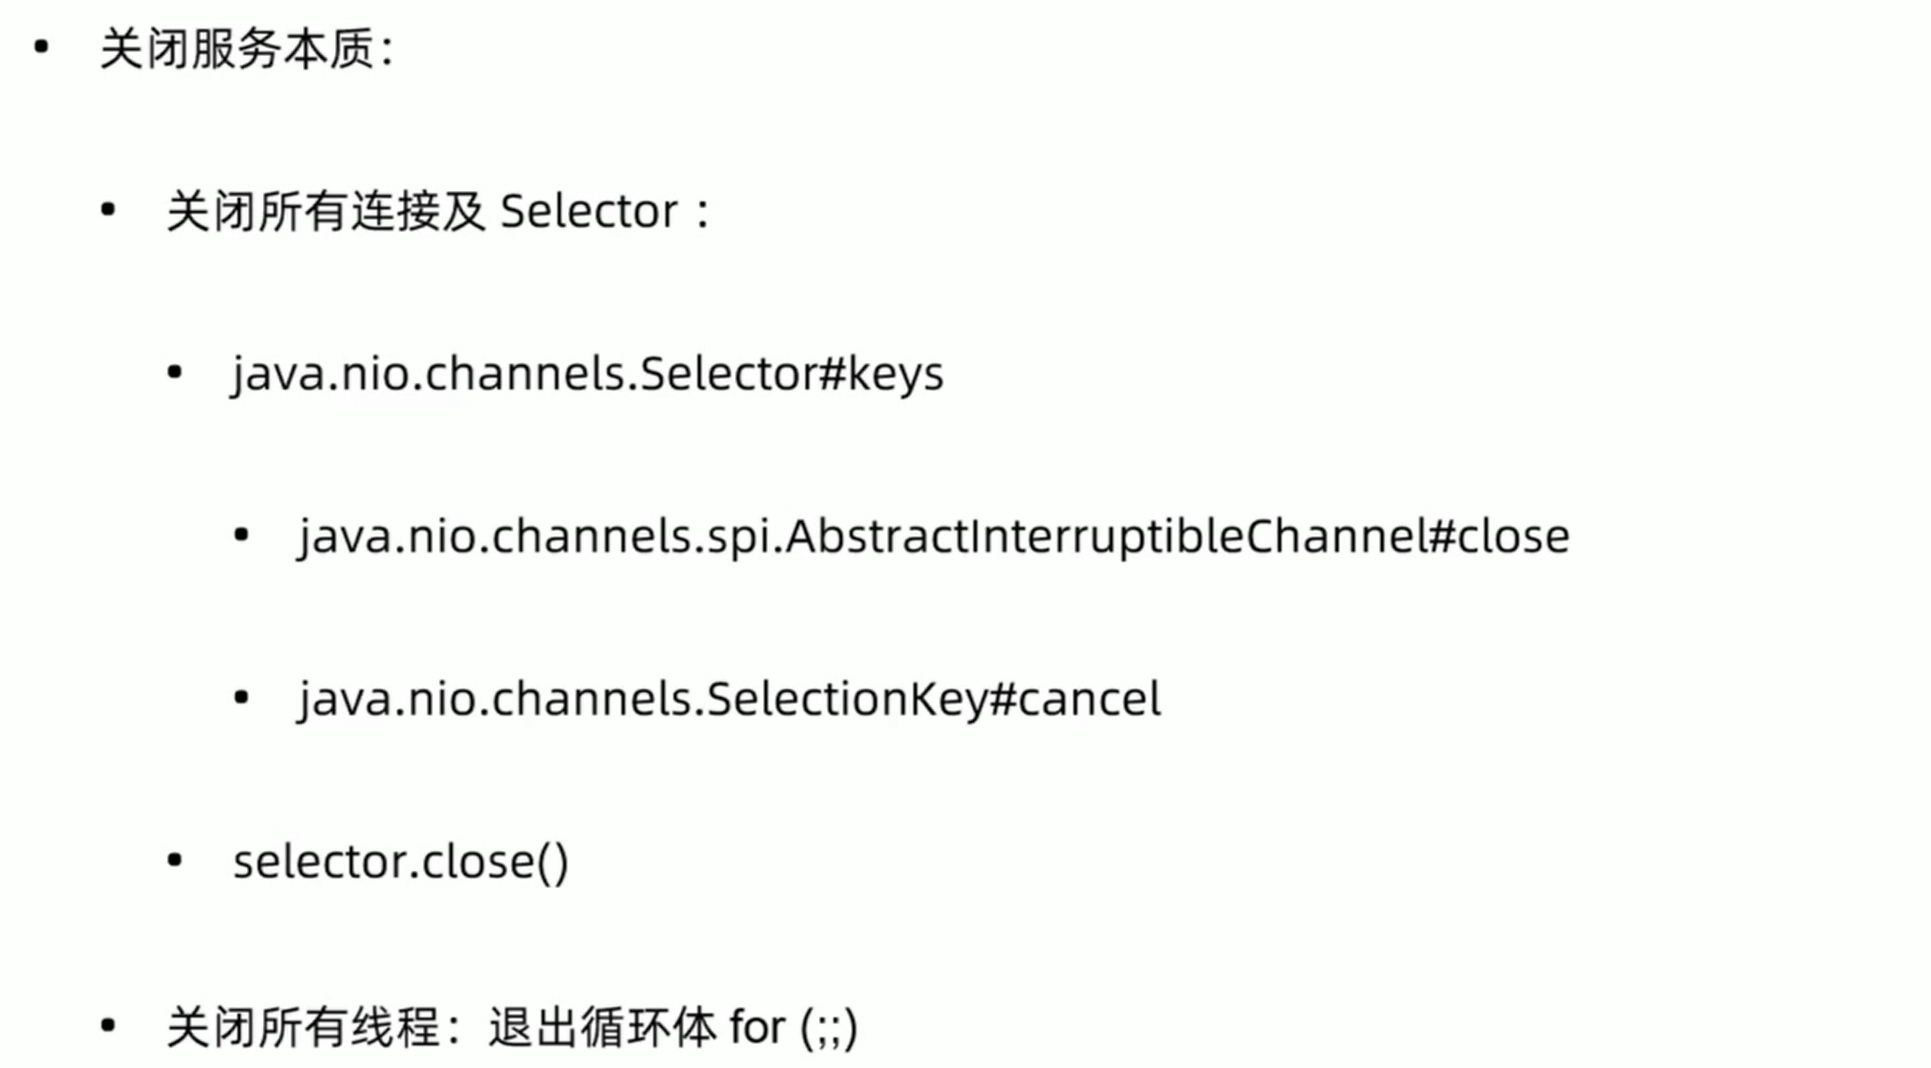 • 关闭服务本质：
• 关闭所有连接及 Selector：
• java.nio.channels.Selector#keys
• java.nio.channels.spi.AbstractInterruptibleChannel#close
• java.nio.channels.SelectionKey#cancel
• selector.close()
• 关闭所有线程：退出循环体 for (;;)